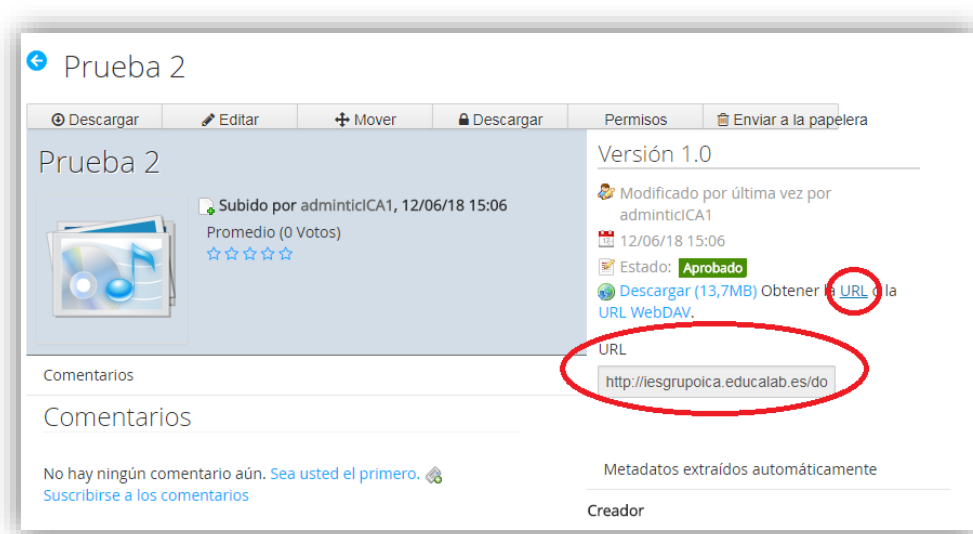 Prueba 2
Descargar Editar Mover Descargar Permisos Enviar a la papelera
Prueba 2
Subido por adminticICA1, 12/06/18 15:06
Promedio (0 Votos)
Versión 1.0
Modificado por última vez por
adminticICA1
12/06/18 15:06
Estado: Aprobado
Descargar (13,7MB) Obtener la URL o la
URL WebDAV.
URL
http://iesgrupoica.educalab.es/do
Comentarios
Comentarios
No hay ningún comentario aún. Sea usted el primero.
Suscribirse a los comentarios
Metadatos extraídos automáticamente
Creador